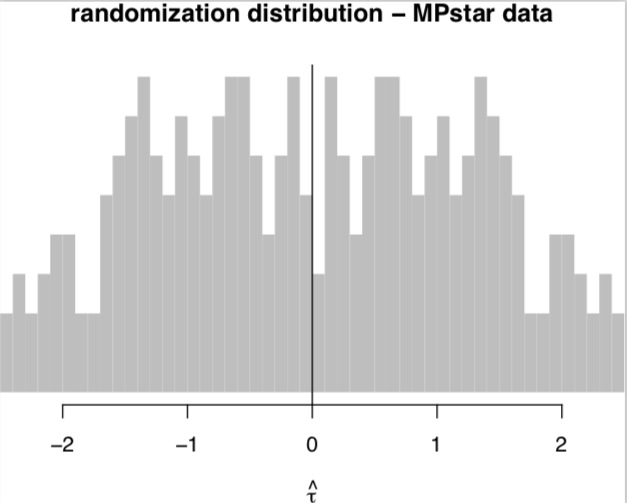 randomization distribution – MPstar data
−2 −1 0 1 2
τ̂